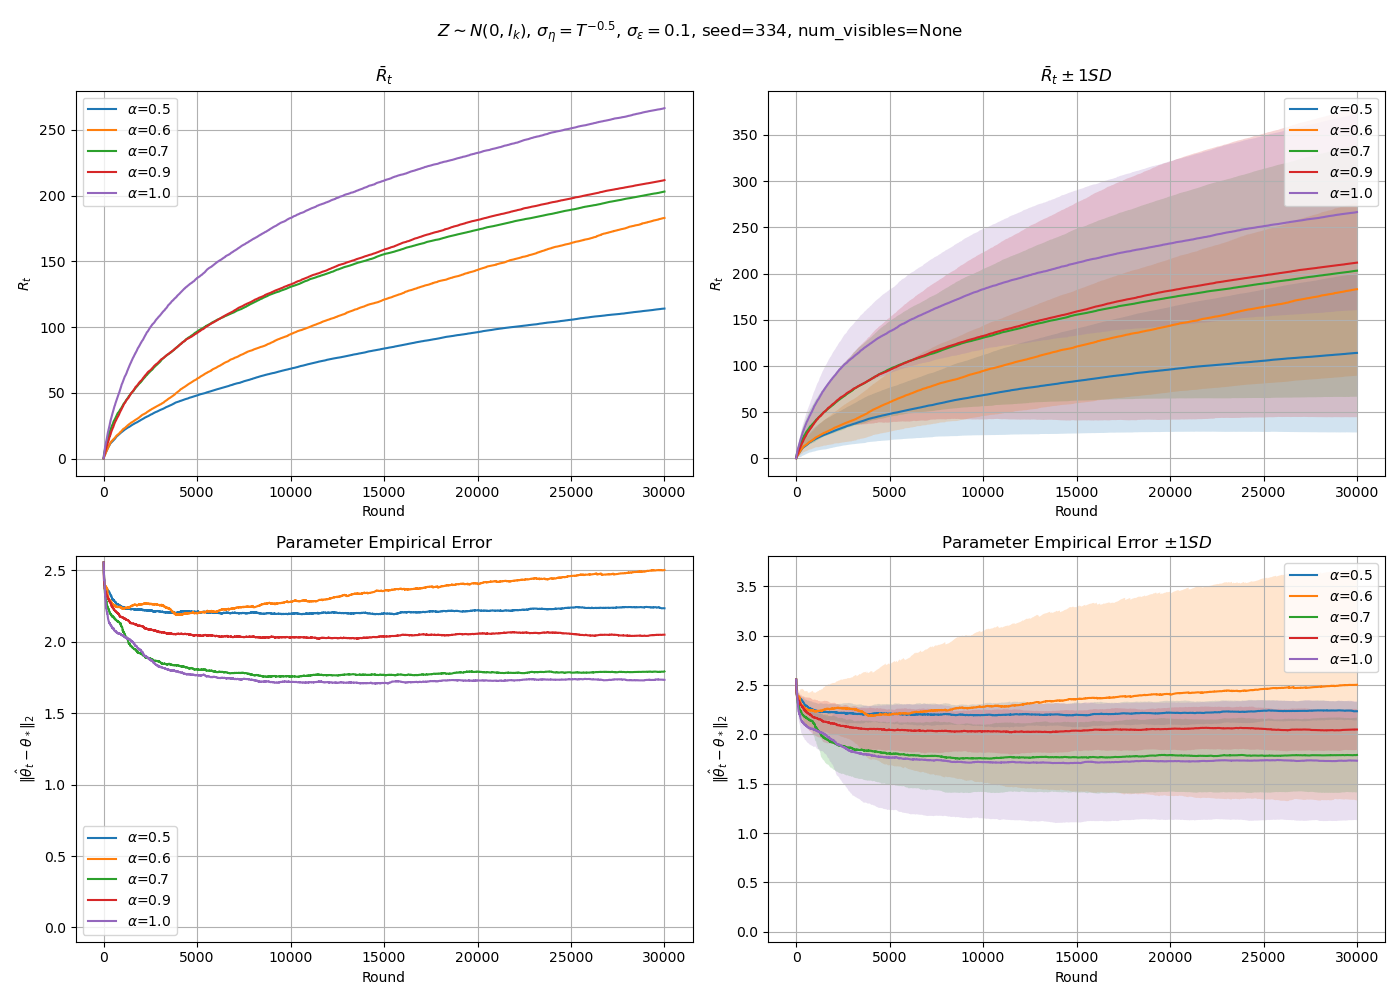 Z ~ N(0, I_k), σ_η = T^{-0.5}, σ_ε = 0.1, seed=334, num_visibles=None
R̄_t
R_t
250
200
150
100
50
0
α=0.5
α=0.6
α=0.7
α=0.9
α=1.0
0 5000 10000 15000 20000 25000 30000
Round
R̄_t ± 1SD
R_t
350
300
250
200
150
100
50
0
α=0.5
α=0.6
α=0.7
α=0.9
α=1.0
0 5000 10000 15000 20000 25000 30000
Round
Parameter Empirical Error
‖θ̂_t − θ_*‖_2
2.5
2.0
1.5
1.0
0.5
0.0
α=0.5
α=0.6
α=0.7
α=0.9
α=1.0
0 5000 10000 15000 20000 25000 30000
Round
Parameter Empirical Error ±1SD
‖θ̂_t − θ_*‖_2
3.5
3.0
2.5
2.0
1.5
1.0
0.5
0.0
α=0.5
α=0.6
α=0.7
α=0.9
α=1.0
0 5000 10000 15000 20000 25000 30000
Round